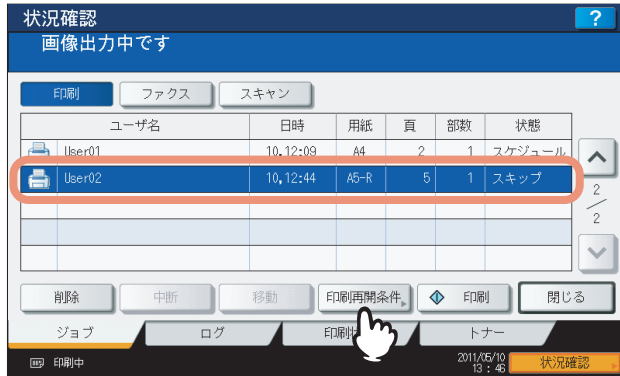 状況確認 ?
画像出力中です
印刷 ファクス スキャン
ユーザ名 日時 用紙 頁 部数 状態
User01 10,12:09 A4 2 1 スケジュール
User02 10,12:44 A5-R 5 1 スキップ
2
2
削除 中断 移動 印刷再開条件 印刷 閉じる
ジョブ ログ トナー
印刷中 2011/05/10
13 : 46 状況確認